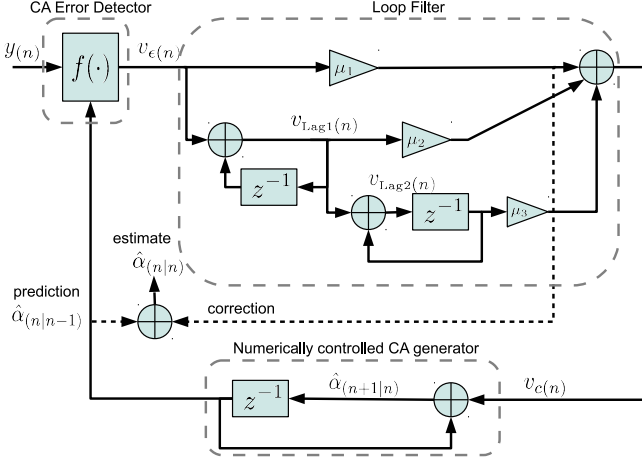 CA Error Detector
Loop Filter
y(n)
f(·)
vϵ(n)
μ1
vLag1(n)
μ2
z−1
vLag2(n)
z−1
μ3
estimate
α̂(n|n)
prediction
α̂(n|n−1)
correction
Numerically controlled CA generator
z−1
α̂(n+1|n)
vc(n)